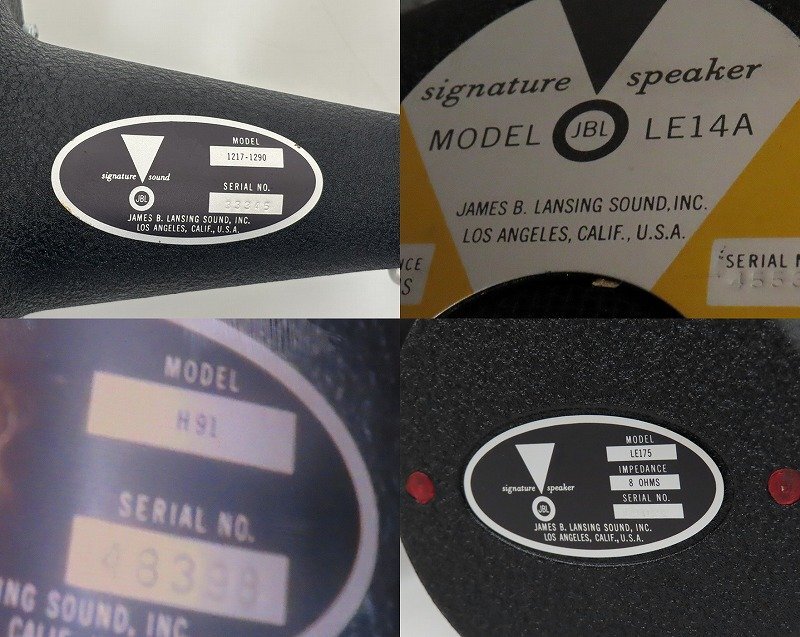 MODEL
1217-1290
signature sound
SERIAL NO.
JBL
JAMES B. LANSING SOUND, INC.
LOS ANGELES, CALIF., U.S.A.
signature speaker
MODEL JBL LE14A
JAMES B. LANSING SOUND, INC.
LOS ANGELES, CALIF., U.S.A.
SERIAL
MODEL
H91
SERIAL NO.
SOUND, INC
MODEL
LE175
IMPEDANCE
8 OHMS
signature speaker
SERIAL NO.
JBL
JAMES B. LANSING SOUND, INC.
LOS ANGELES, CALIF., U.S.A.